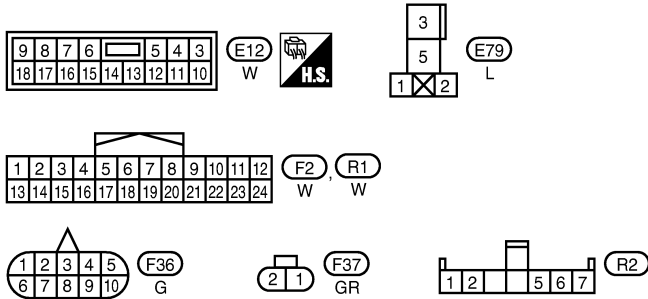 9 8 7 6 5 4 3 E12
18 17 16 15 14 13 12 11 10 W
H.S.
3 E79
5 L
1 2
1 2 3 4 5 6 7 8 9 10 11 12 F2 , R1
13 14 15 16 17 18 19 20 21 22 23 24 W W
1 2 3 4 5 F36
6 7 8 9 10 G
2 1 F37
GR
1 2 5 6 7 R2